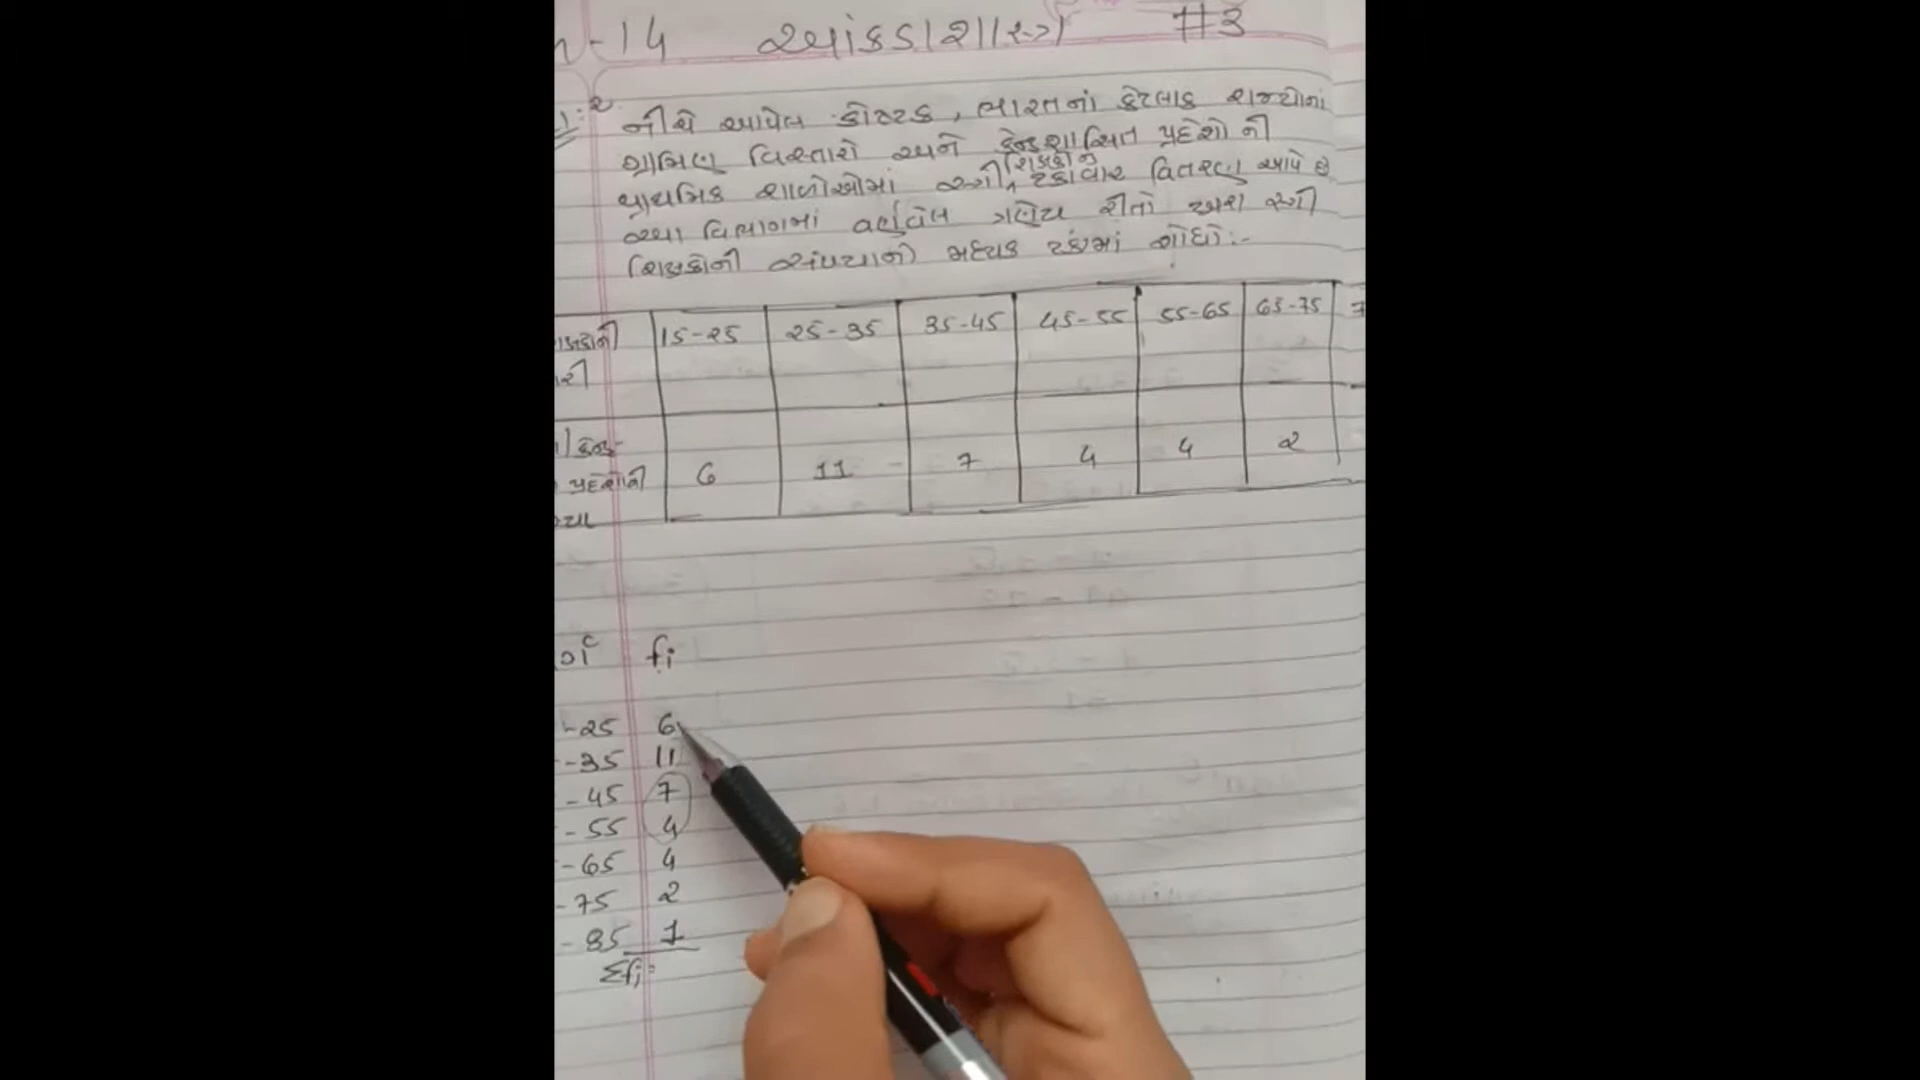 -14 આંકડાશાસ્ત્ર #3
નીચે આપેલ કોષ્ટક, ભારતનાં કેટલાક રાજ્યોનાં
ગ્રામિણ વિસ્તારો અને કેન્દ્રશાસિત પ્રદેશો ની
શિક્ષકોનું
પ્રાથમિક શાળાઓમાં સ્ત્રી ટકાવાર વિતરણ આપે છે
આ વિભાગમાં વર્ણવેલ ત્રણેય રીતો સ્ત્રી
શિક્ષકોની સંખ્યાનો મધ્યક ટકામાં શોધો:-
15-25 25-35 35-45 45-55 55-65 65-75 7
પ્રદેશોની 6 11 7 4 4 2
fi
-25 6
-35 11
-45 7
-55 4
-65 4
-75 2
-85 1
Σfi=